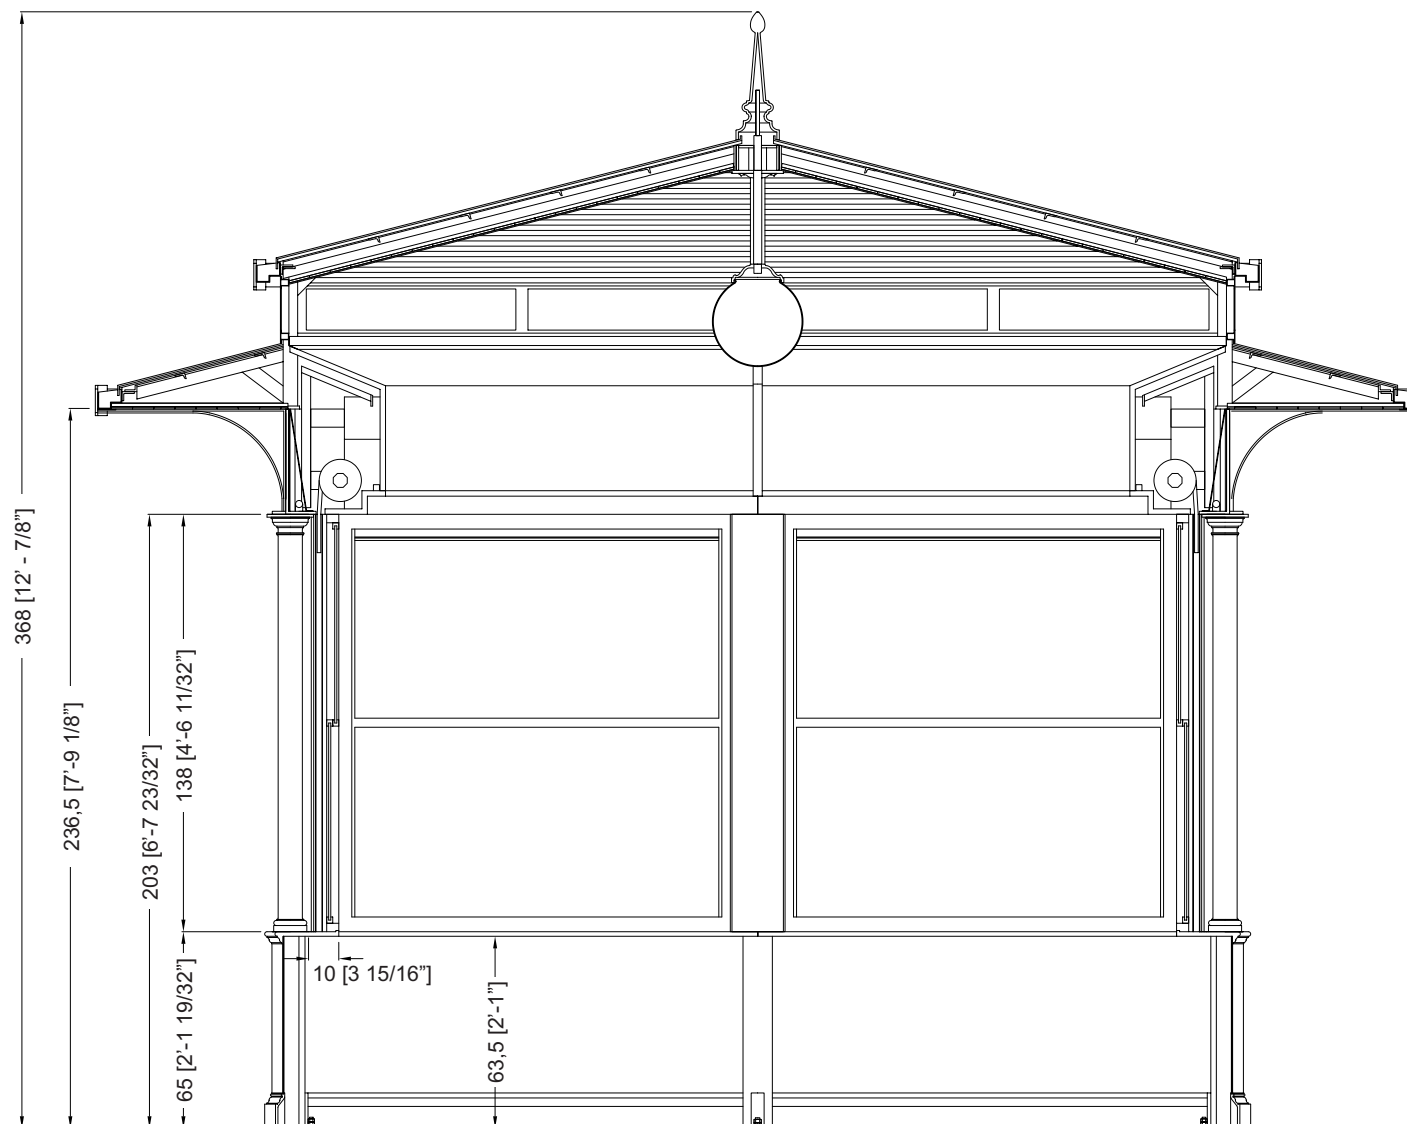 368 [12' - 7/8”]
236,5 [7'-9 1/8”]
203 [6'-7 23/32”]
138 [4'-6 11/32”]
65 [2'-1 19/32”]
10 [3 15/16”]
63,5 [2'-1”]